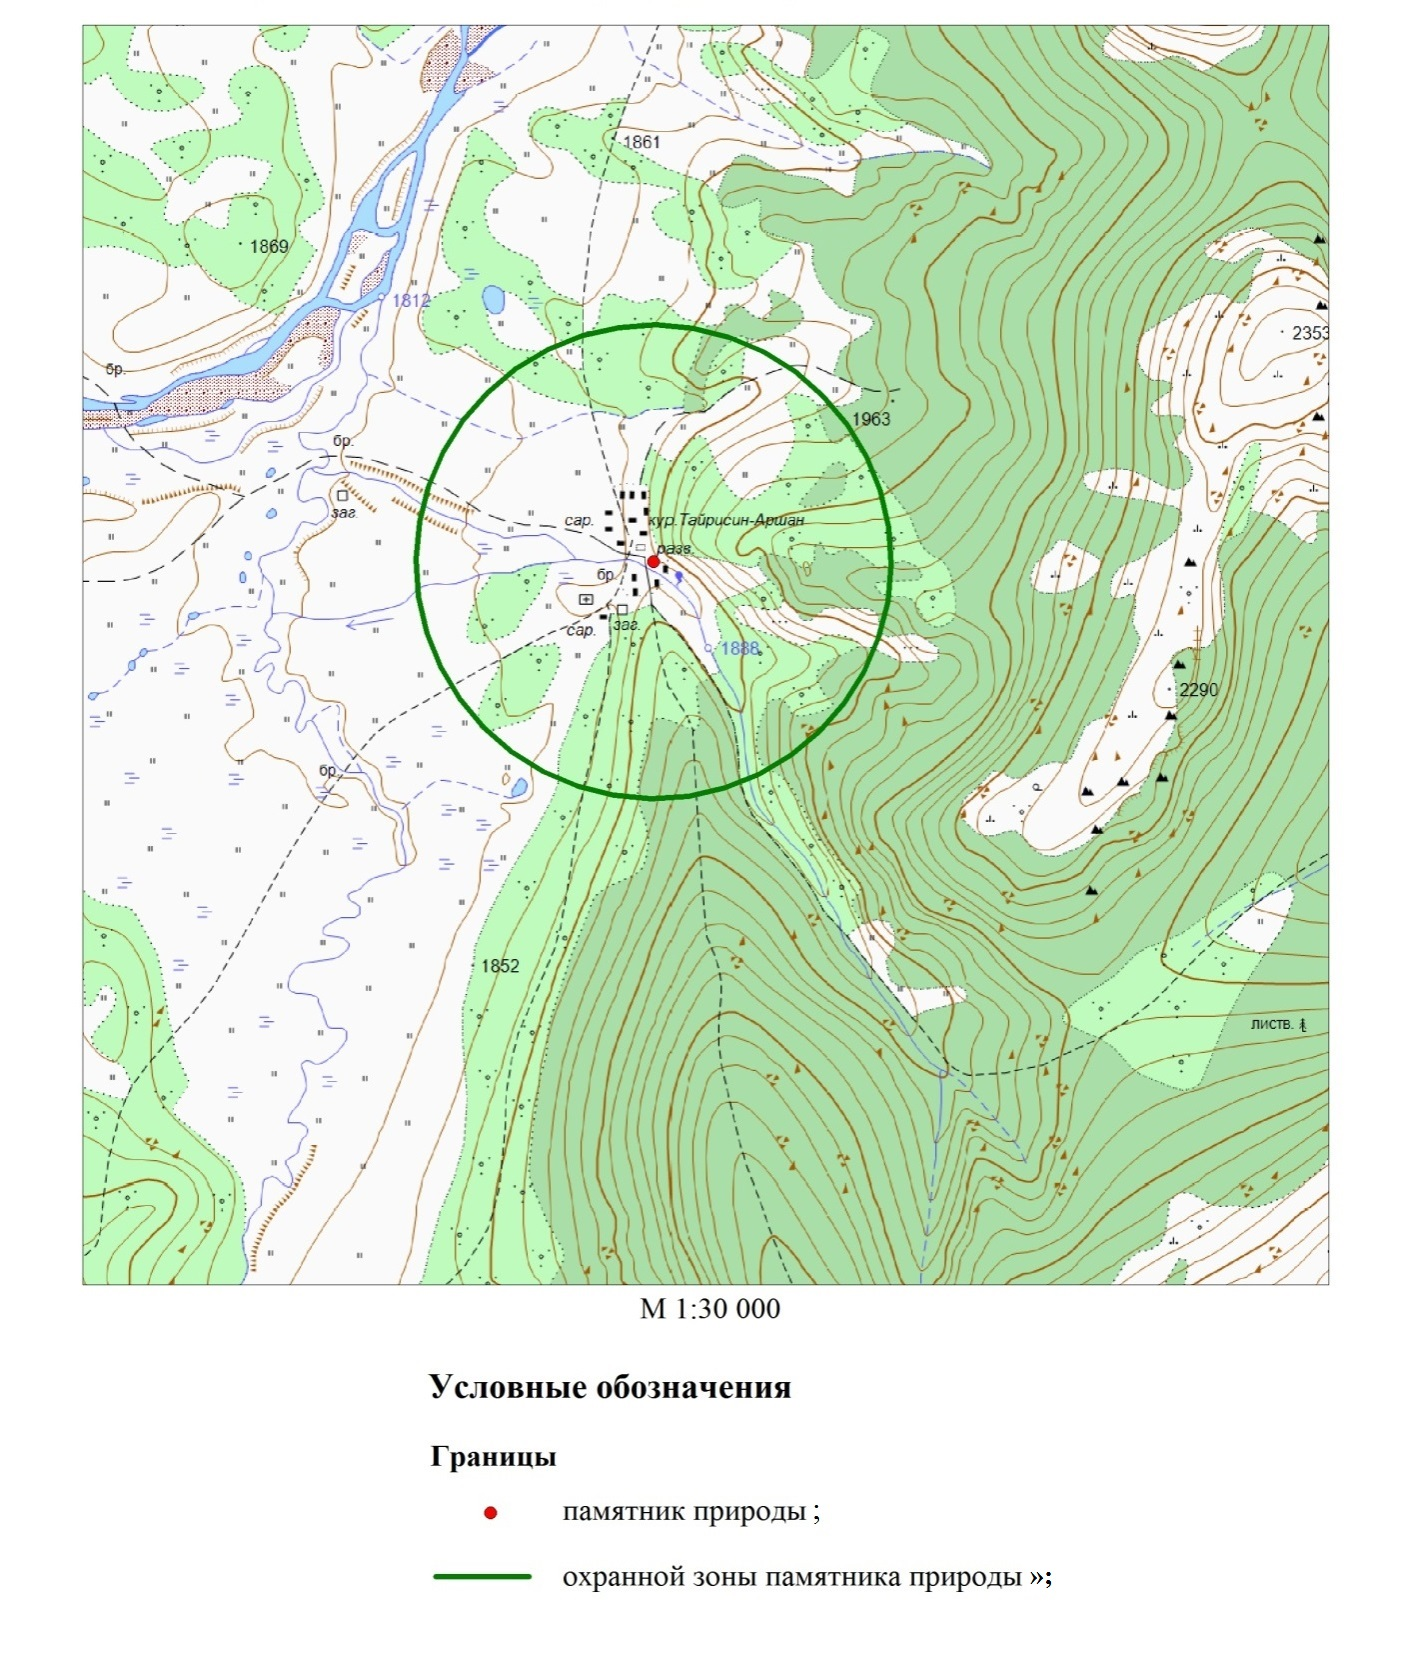 1861
1869
1812
2353
бр.
1963
бр.
заг.
сар.
кур.Тайрисин-Аршан
разв.
бр.
сар.
заг.
1888
2290
бр.
1852
листв.
М 1:30 000
Условные обозначения
Границы
памятник природы ;
охранной зоны памятника природы »;